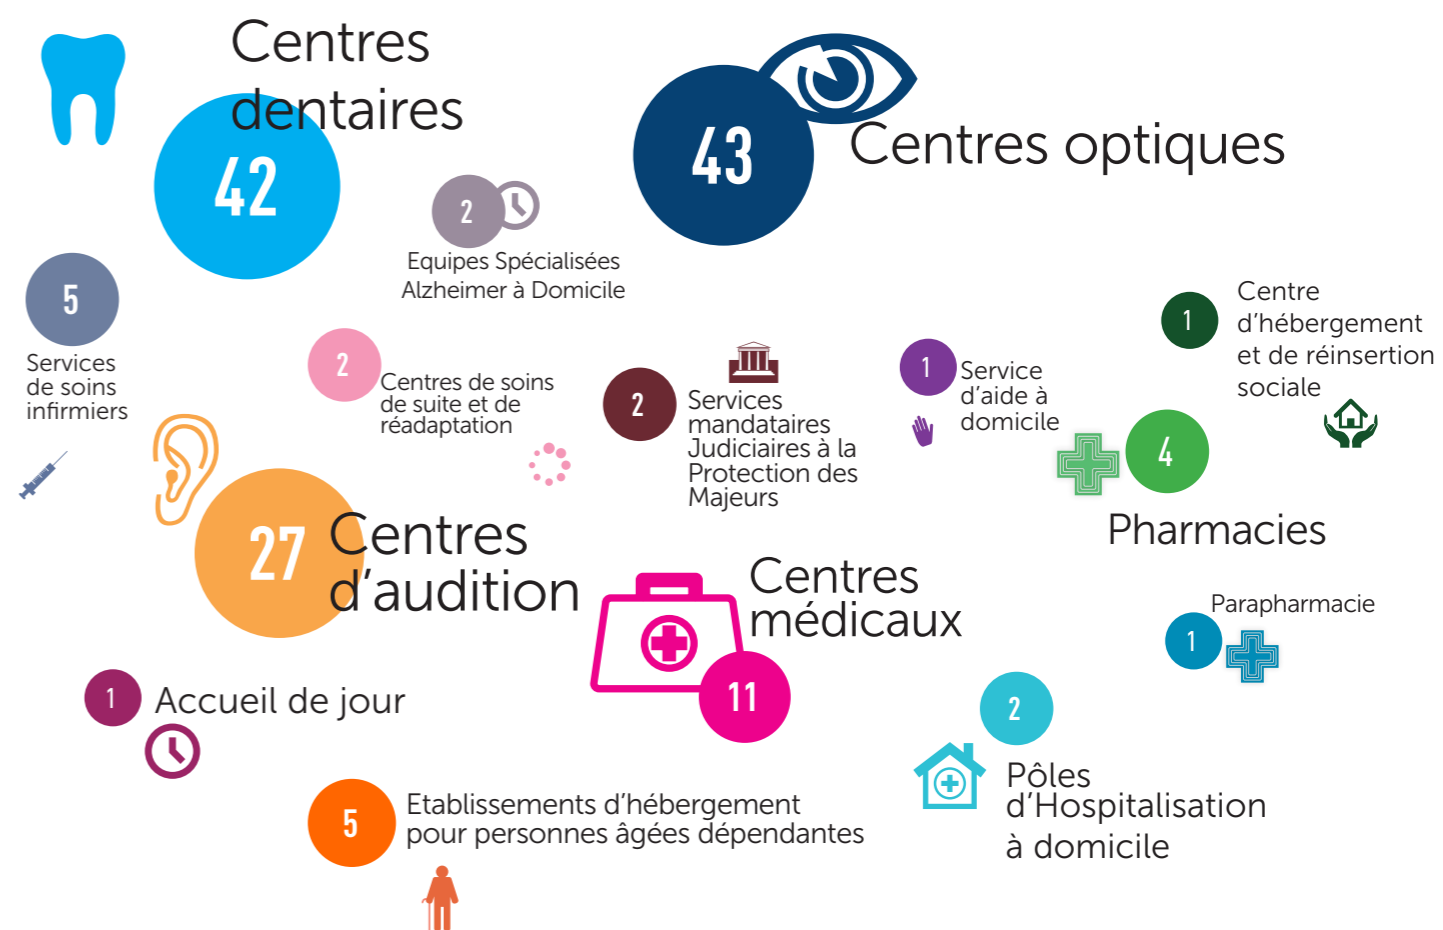 Centres
dentaires
42
43
Centres optiques
2
Equipes Spécialisées
Alzheimer à Domicile
5
Services
de soins
infirmiers
2
Centres de soins
de suite et de
réadaptation
2
Services
mandataires
Judiciaires à la
Protection des
Majeurs
1
Service
d’aide à
domicile
1
Centre
d’hébergement
et de réinsertion
sociale
4
Pharmacies
27
Centres
d’audition
Centres
médicaux
11
Parapharmacie
1
1
Accueil de jour
2
Pôles
d’Hospitalisation
à domicile
5
Etablissements d’hébergement
pour personnes âgées dépendantes